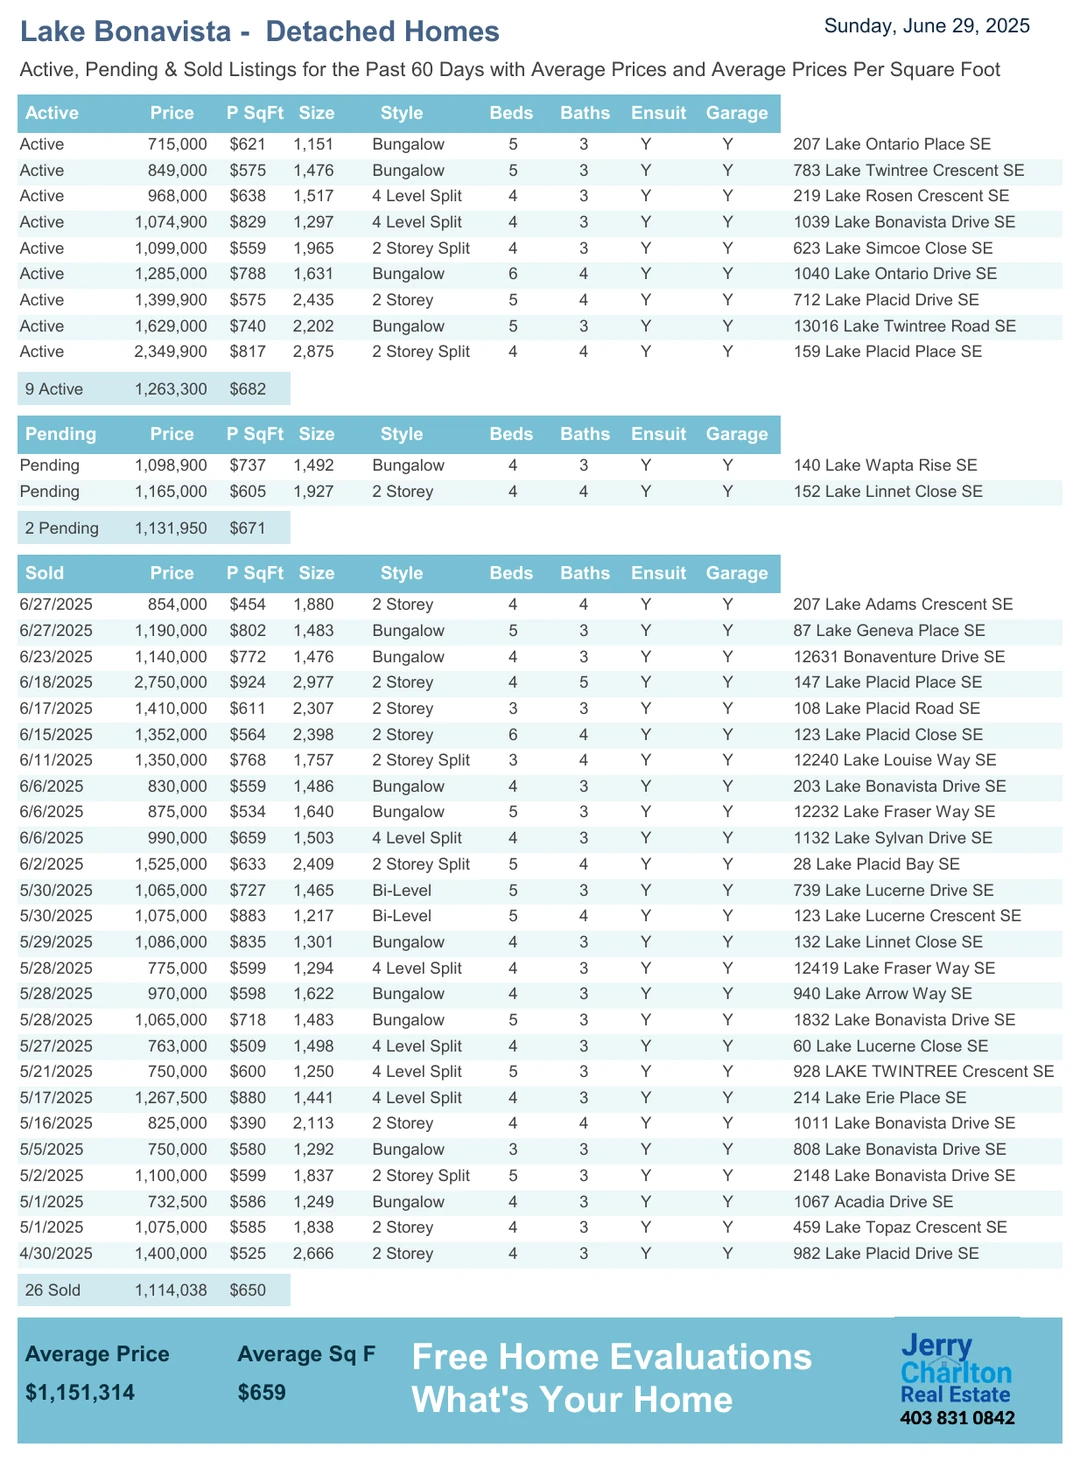 Lake Bonavista -  Detached Homes
Sunday, June 29, 2025
Active, Pending & Sold Listings for the Past 60 Days with Average Prices and Average Prices Per Square Foot
Active Price P SqFt Size Style Beds Baths Ensuit Garage
Active 715,000 $621 1,151 Bungalow 5 3 Y Y 207 Lake Ontario Place SE
Active 849,000 $575 1,476 Bungalow 5 3 Y Y 783 Lake Twintree Crescent SE
Active 968,000 $638 1,517 4 Level Split 4 3 Y Y 219 Lake Rosen Crescent SE
Active 1,074,900 $829 1,297 4 Level Split 4 3 Y Y 1039 Lake Bonavista Drive SE
Active 1,099,000 $559 1,965 2 Storey Split 4 3 Y Y 623 Lake Simcoe Close SE
Active 1,285,000 $788 1,631 Bungalow 6 4 Y Y 1040 Lake Ontario Drive SE
Active 1,399,900 $575 2,435 2 Storey 5 4 Y Y 712 Lake Placid Drive SE
Active 1,629,000 $740 2,202 Bungalow 5 3 Y Y 13016 Lake Twintree Road SE
Active 2,349,900 $817 2,875 2 Storey Split 4 4 Y Y 159 Lake Placid Place SE
9 Active 1,263,300 $682
Pending Price P SqFt Size Style Beds Baths Ensuit Garage
Pending 1,098,900 $737 1,492 Bungalow 4 3 Y Y 140 Lake Wapta Rise SE
Pending 1,165,000 $605 1,927 2 Storey 4 4 Y Y 152 Lake Linnet Close SE
2 Pending 1,131,950 $671
Sold Price P SqFt Size Style Beds Baths Ensuit Garage
6/27/2025 854,000 $454 1,880 2 Storey 4 4 Y Y 207 Lake Adams Crescent SE
6/27/2025 1,190,000 $802 1,483 Bungalow 5 3 Y Y 87 Lake Geneva Place SE
6/23/2025 1,140,000 $772 1,476 Bungalow 4 3 Y Y 12631 Bonaventure Drive SE
6/18/2025 2,750,000 $924 2,977 2 Storey 4 5 Y Y 147 Lake Placid Place SE
6/17/2025 1,410,000 $611 2,307 2 Storey 3 3 Y Y 108 Lake Placid Road SE
6/15/2025 1,352,000 $564 2,398 2 Storey 6 4 Y Y 123 Lake Placid Close SE
6/11/2025 1,350,000 $768 1,757 2 Storey Split 3 4 Y Y 12240 Lake Louise Way SE
6/6/2025 830,000 $559 1,486 Bungalow 4 3 Y Y 203 Lake Bonavista Drive SE
6/6/2025 875,000 $534 1,640 Bungalow 5 3 Y Y 12232 Lake Fraser Way SE
6/6/2025 990,000 $659 1,503 4 Level Split 4 3 Y Y 1132 Lake Sylvan Drive SE
6/2/2025 1,525,000 $633 2,409 2 Storey Split 5 4 Y Y 28 Lake Placid Bay SE
5/30/2025 1,065,000 $727 1,465 Bi-Level 5 3 Y Y 739 Lake Lucerne Drive SE
5/30/2025 1,075,000 $883 1,217 Bi-Level 5 4 Y Y 123 Lake Lucerne Crescent SE
5/29/2025 1,086,000 $835 1,301 Bungalow 4 3 Y Y 132 Lake Linnet Close SE
5/28/2025 775,000 $599 1,294 4 Level Split 4 3 Y Y 12419 Lake Fraser Way SE
5/28/2025 970,000 $598 1,622 Bungalow 4 3 Y Y 940 Lake Arrow Way SE
5/28/2025 1,065,000 $718 1,483 Bungalow 5 3 Y Y 1832 Lake Bonavista Drive SE
5/27/2025 763,000 $509 1,498 4 Level Split 4 3 Y Y 60 Lake Lucerne Close SE
5/21/2025 750,000 $600 1,250 4 Level Split 5 3 Y Y 928 LAKE TWINTREE Crescent SE
5/17/2025 1,267,500 $880 1,441 4 Level Split 4 3 Y Y 214 Lake Erie Place SE
5/16/2025 825,000 $390 2,113 2 Storey 4 4 Y Y 1011 Lake Bonavista Drive SE
5/5/2025 750,000 $580 1,292 Bungalow 3 3 Y Y 808 Lake Bonavista Drive SE
5/2/2025 1,100,000 $599 1,837 2 Storey Split 5 3 Y Y 2148 Lake Bonavista Drive SE
5/1/2025 732,500 $586 1,249 Bungalow 4 3 Y Y 1067 Acadia Drive SE
5/1/2025 1,075,000 $585 1,838 2 Storey 4 3 Y Y 459 Lake Topaz Crescent SE
4/30/2025 1,400,000 $525 2,666 2 Storey 4 3 Y Y 982 Lake Placid Drive SE
26 Sold 1,114,038 $650
Average Price Average Sq F
$1,151,314 $659
Free Home Evaluations
What's Your Home
Jerry
Charlton
Real Estate
403 831 0842